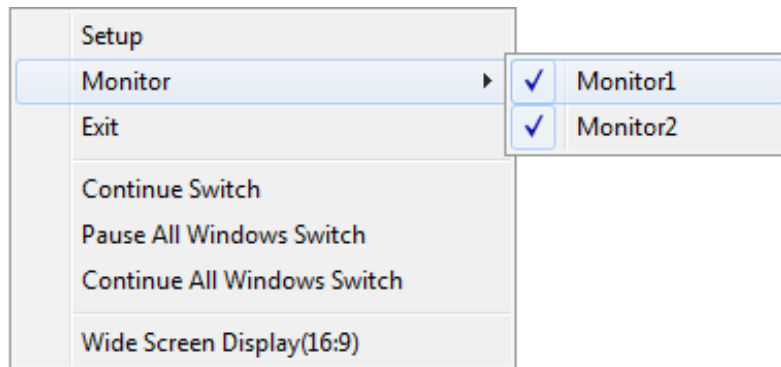 Setup
Monitor
Monitor1
Exit
Monitor2
Continue Switch
Pause All Windows Switch
Continue All Windows Switch
Wide Screen Display(16:9)